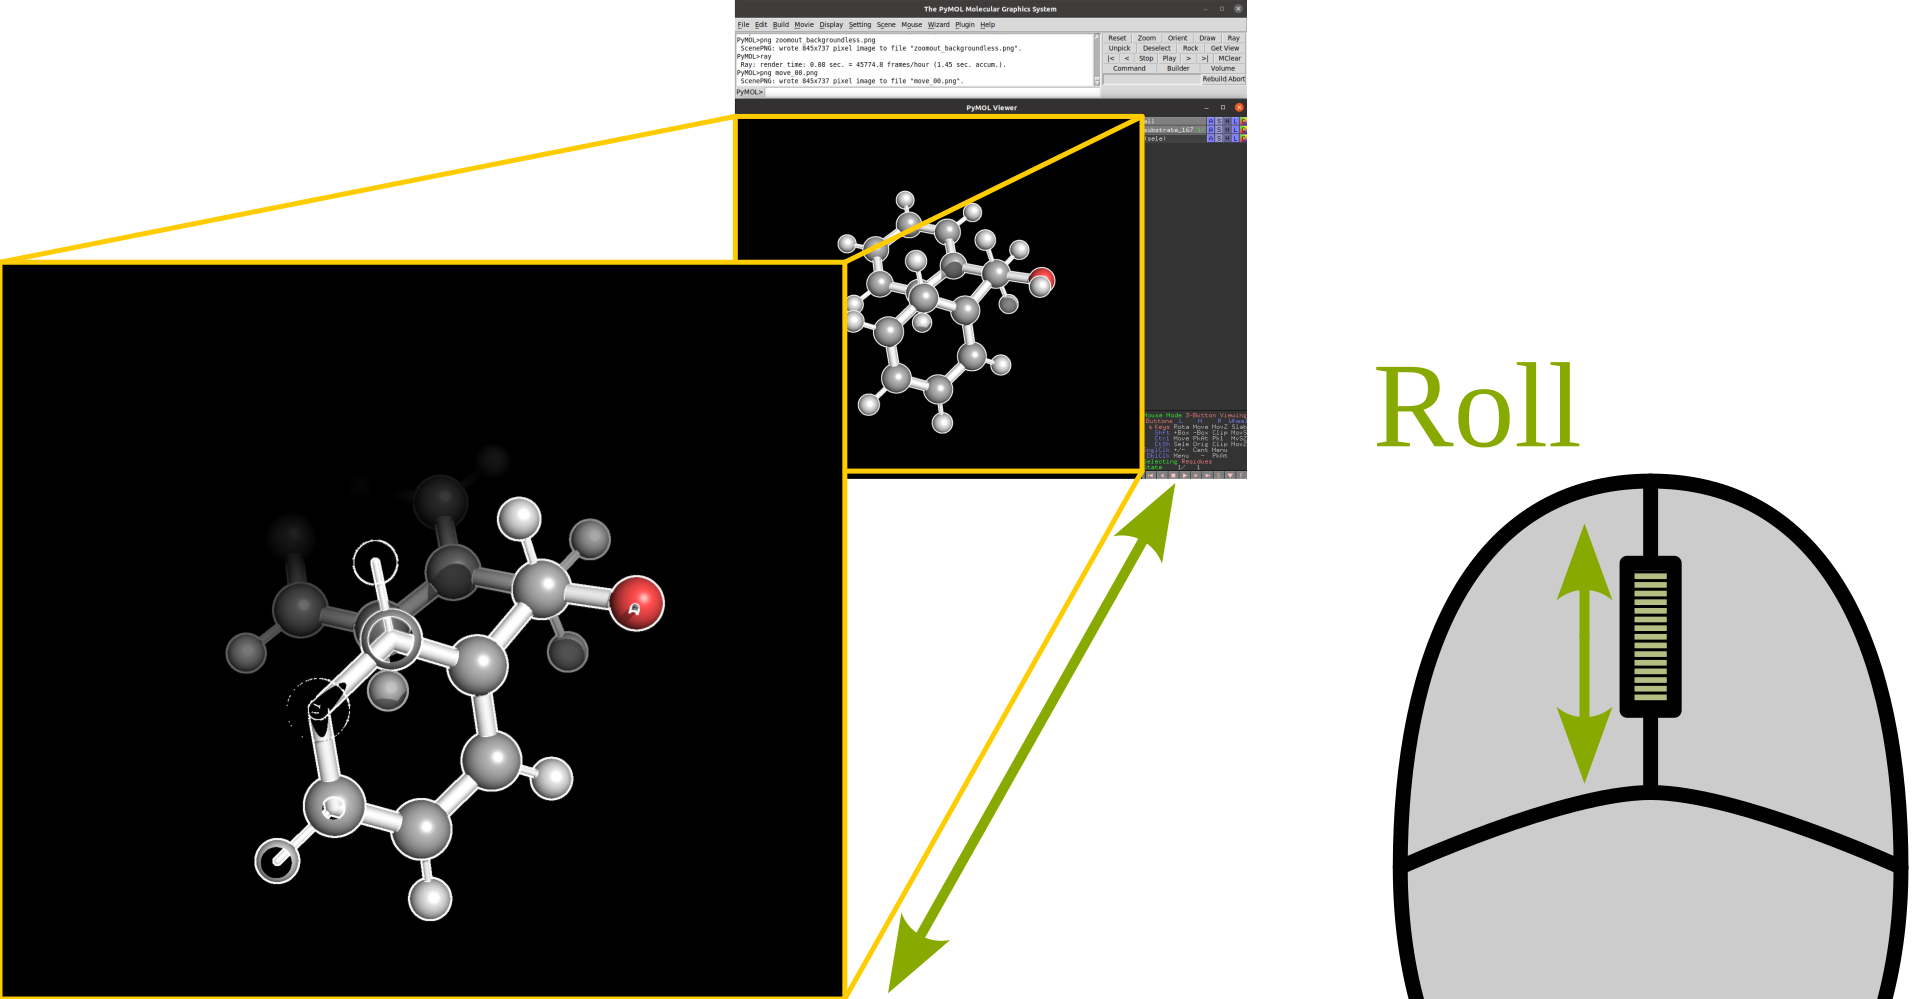 The PyMOL Molecular Graphics System
File Edit Build Movie Display Setting Scene Mouse Wizard Plugin Help
PyMOL>png zoomout_backgroundless.png
ScenePNG: wrote 845x737 pixel image to file "zoomout_backgroundless.png".
PyMOL>ray
Ray: render time: 0.08 sec. = 45774.8 frames/hour (1.45 sec. accum.).
PyMOL>png move_00.png
ScenePNG: wrote 845x737 pixel image to file "move_00.png".
PyMOL>
Reset Zoom Orient Draw Ray
Unpick Deselect Rock Get View
|< < Stop Play > >| MClear
Command Builder Volume
Rebuild Abort
PyMOL Viewer
all A S H L C
substrate_167 A S H L C
(sele) A S H L C
Mouse Mode 3-Button Viewing
Buttons L M R Wheel
& Keys Rota Move MovZ Slab
Shft +Box -Box Clip MovS
Ctrl Move PkAt Pk1 MvSZ
CtSh Sele Orig Clip MovZ
SnglClk +/- Cent Menu
DblClk Menu - PkAt
Selecting Residues
State 1/ 1
Roll